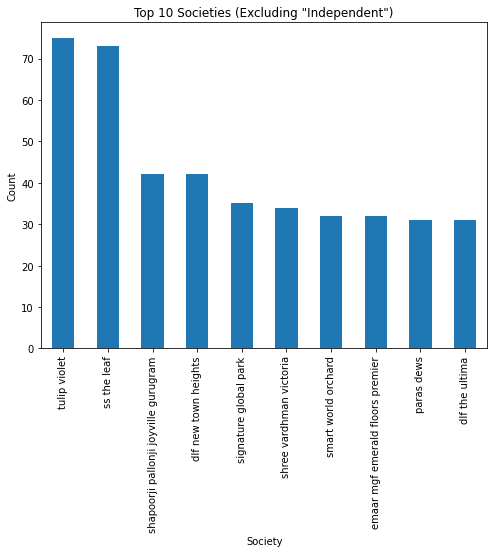 Top 10 Societies (Excluding "Independent")
Count
70
60
50
40
30
20
10
0
tulip violet
ss the leaf
shapoorji pallonji joyville gurugram
dlf new town heights
signature global park
shree vardhman victoria
smart world orchard
emaar mgf emerald floors premier
paras dews
dlf the ultima
Society